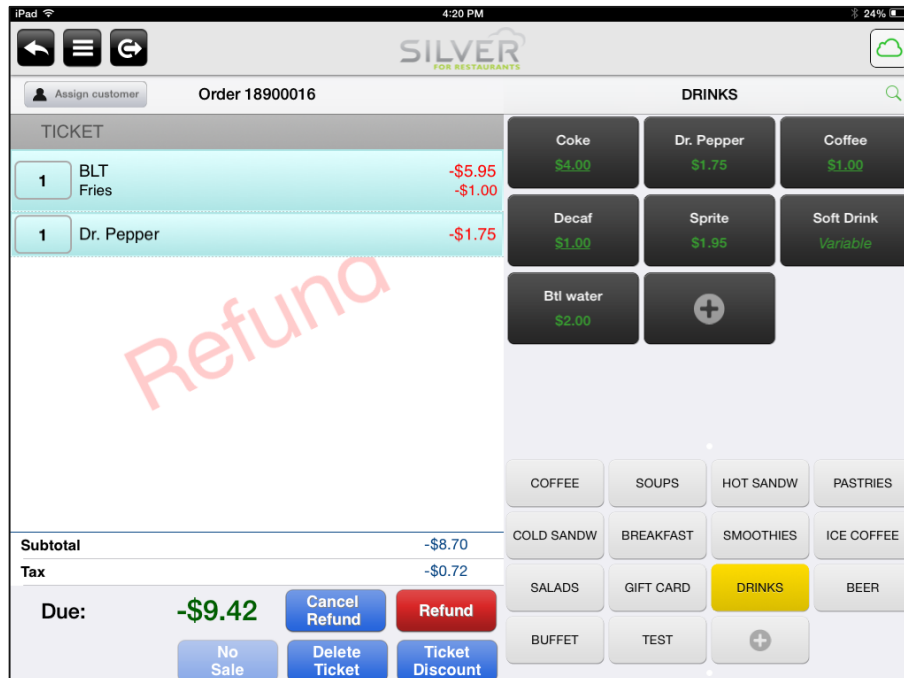 iPad
4:20 PM
24%
SILVER
FOR RESTAURANTS
Assign customer
Order 18900016
DRINKS
TICKET
1 BLT -$5.95
Fries -$1.00
1 Dr. Pepper -$1.75
Refund
Subtotal -$8.70
Tax -$0.72
Due: -$9.42
Cancel
Refund
Refund
No
Sale
Delete
Ticket
Ticket
Discount
Coke
$4.00
Dr. Pepper
$1.75
Coffee
$1.00
Decaf
$1.00
Sprite
$1.95
Soft Drink
Variable
Btl water
$2.00
COFFEE SOUPS HOT SANDW PASTRIES
COLD SANDW BREAKFAST SMOOTHIES ICE COFFEE
SALADS GIFT CARD DRINKS BEER
BUFFET TEST